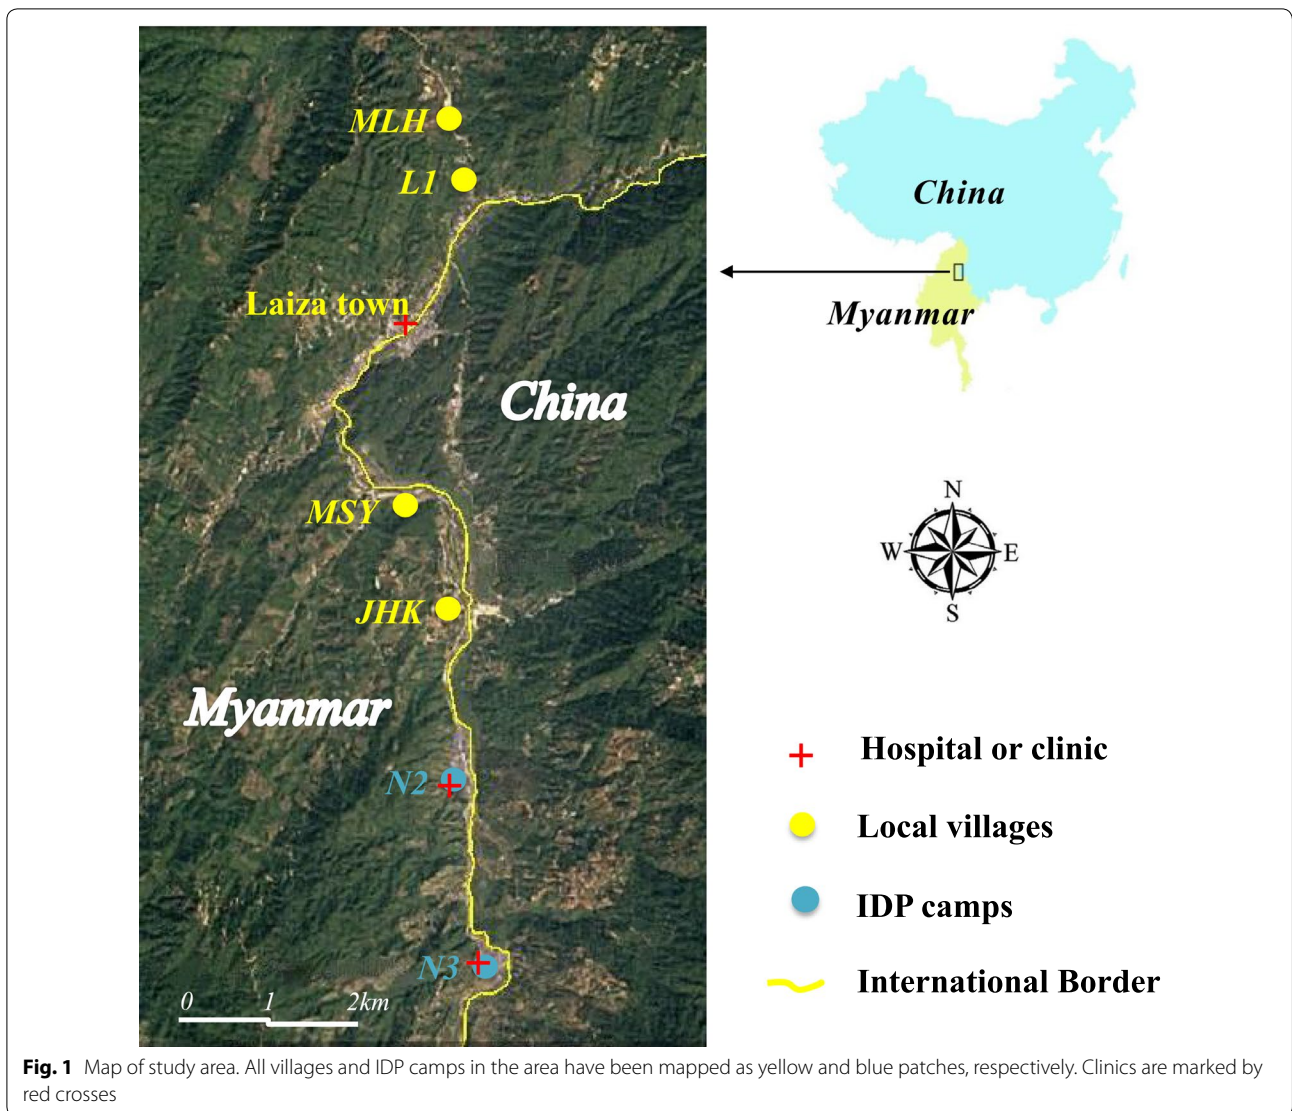 MLH
L1
Laiza town
China
MSY
JHK
Myanmar
N2
N3
0 1 2km
China
Myanmar
N
W E
S
Hospital or clinic
Local villages
IDP camps
International Border
Fig. 1 Map of study area. All villages and IDP camps in the area have been mapped as yellow and blue patches, respectively. Clinics are marked by
red crosses